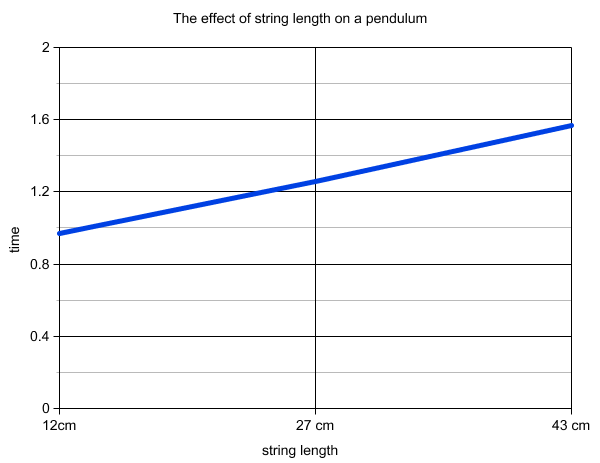 The effect of string length on a pendulum
2
1.6
1.2
0.8
0.4
0
time
12cm 27 cm 43 cm
string length